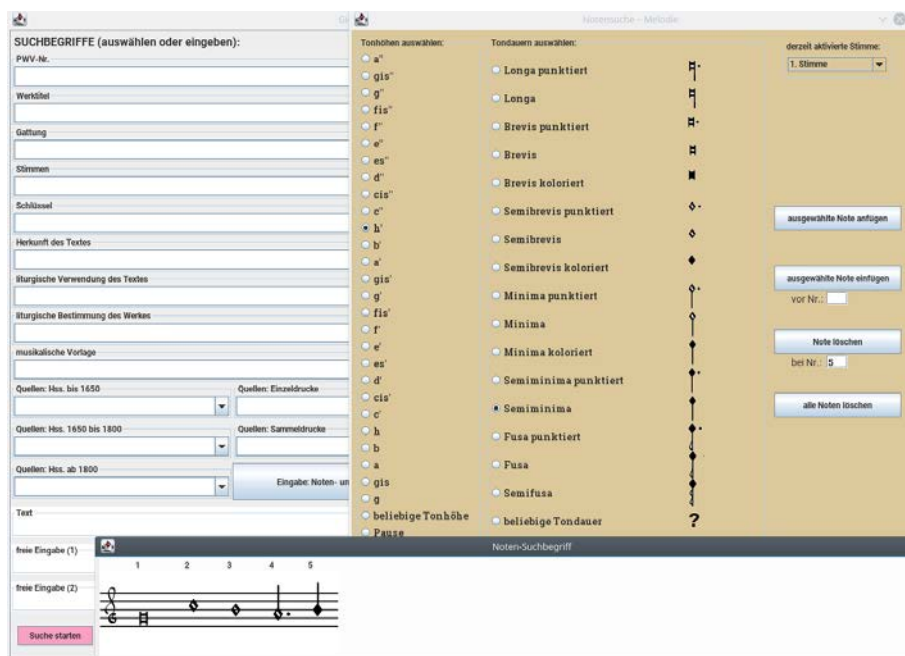 Notensuche – Melodie
SUCHBEGRIFFE (auswählen oder eingeben):
PWV-Nr.
Werktitel
Gattung
Stimmen
Schlüssel
Herkunft des Textes
liturgische Verwendung des Textes
liturgische Bestimmung des Werkes
musikalische Vorlage
Quellen: Hss. bis 1650
Quellen: Einzeldrucke
Quellen: Hss. 1650 bis 1800
Quellen: Sammeldrucke
Quellen: Hss. ab 1800
Eingabe: Noten- un
Text
freie Eingabe (1)
freie Eingabe (2)
Suche starten
Tonhöhen auswählen:
a"
gis"
g"
fis"
f"
e"
es"
d"
cis"
c"
h'
b'
a'
gis'
g'
fis'
f'
e'
es'
d'
cis'
c'
h
b
a
gis
g
beliebige Tonhöhe
Pause
Tondauern auswählen:
Longa punktiert
Longa
Brevis punktiert
Brevis
Brevis koloriert
Semibrevis punktiert
Semibrevis
Semibrevis koloriert
Minima punktiert
Minima
Minima koloriert
Semiminima punktiert
Semiminima
Fusa punktiert
Fusa
Semifusa
beliebige Tondauer
?
derzeit aktivierte Stimme:
1. Stimme
ausgewählte Note anfügen
ausgewählte Note einfügen
vor Nr.:
Note löschen
bei Nr.: 5
alle Noten löschen
Noten-Suchbegriff
1 2 3 4 5